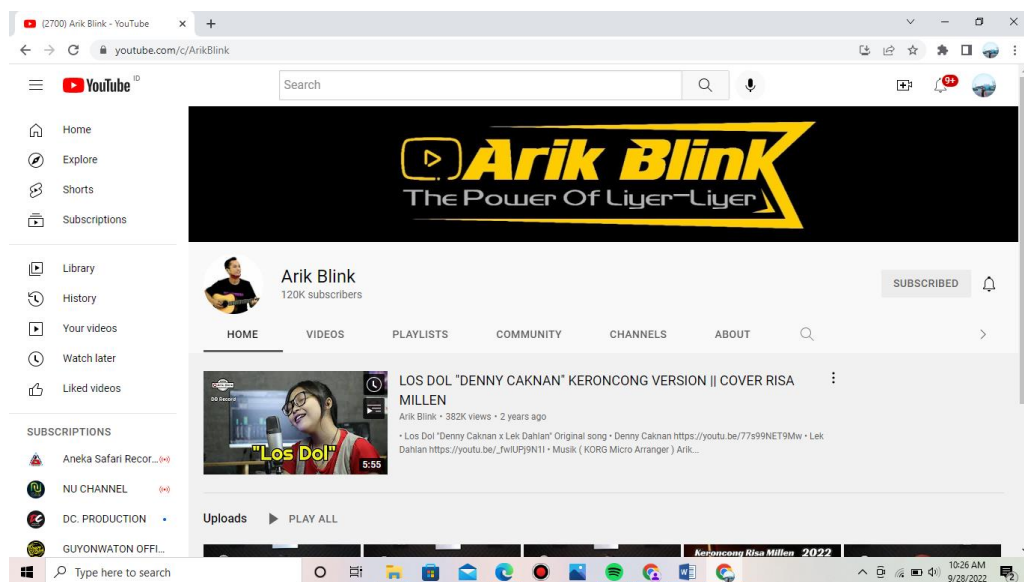 (2700) Arik Blink - YouTube
youtube.com/c/ArikBlink
YouTube ID
Search
9+
Home
Explore
Shorts
Subscriptions
Library
History
Your videos
Watch later
Liked videos
SUBSCRIPTIONS
Aneka Safari Recor...
NU CHANNEL
DC. PRODUCTION
GUYONWATON OFFI...
Arik Blink
The Power Of Liyer-Liyer
Arik Blink
120K subscribers
SUBSCRIBED
HOME VIDEOS PLAYLISTS COMMUNITY CHANNELS ABOUT
DB Record
"Los Dol"
5:55
LOS DOL "DENNY CAKNAN" KERONCONG VERSION || COVER RISA
MILLEN
Arik Blink • 382K views • 2 years ago
• Los Dol "Denny Caknan x Lek Dahlan" Original song • Denny Caknan https://youtu.be/77s99NET9Mw • Lek
Dahlan https://youtu.be/_fwlUPj9N1I • Musik ( KORG Micro Arranger ) Arik...
Uploads PLAY ALL
Keroncong Risa Millen 2022
Type here to search
10:26 AM
9/28/2022
2